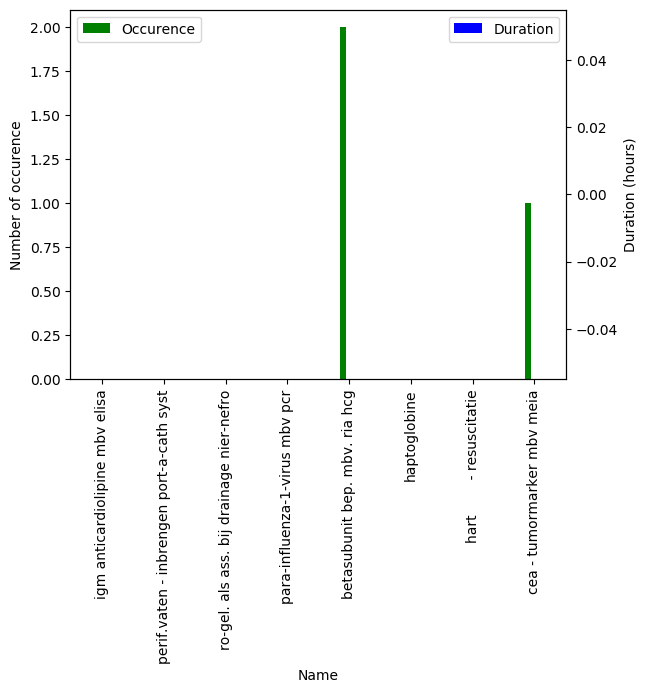 Occurence
Duration
2.00
1.75
1.50
1.25
1.00
0.75
0.50
0.25
0.00
Number of occurence
0.04
0.02
0.00
−0.02
−0.04
Duration (hours)
igm anticardiolipine mbv elisa
perif.vaten - inbrengen port-a-cath syst
ro-gel. als ass. bij drainage nier-nefro
para-influenza-1-virus mbv pcr
betasubunit bep. mbv. ria hcg
haptoglobine
hart - resuscitatie
cea - tumormarker mbv meia
Name